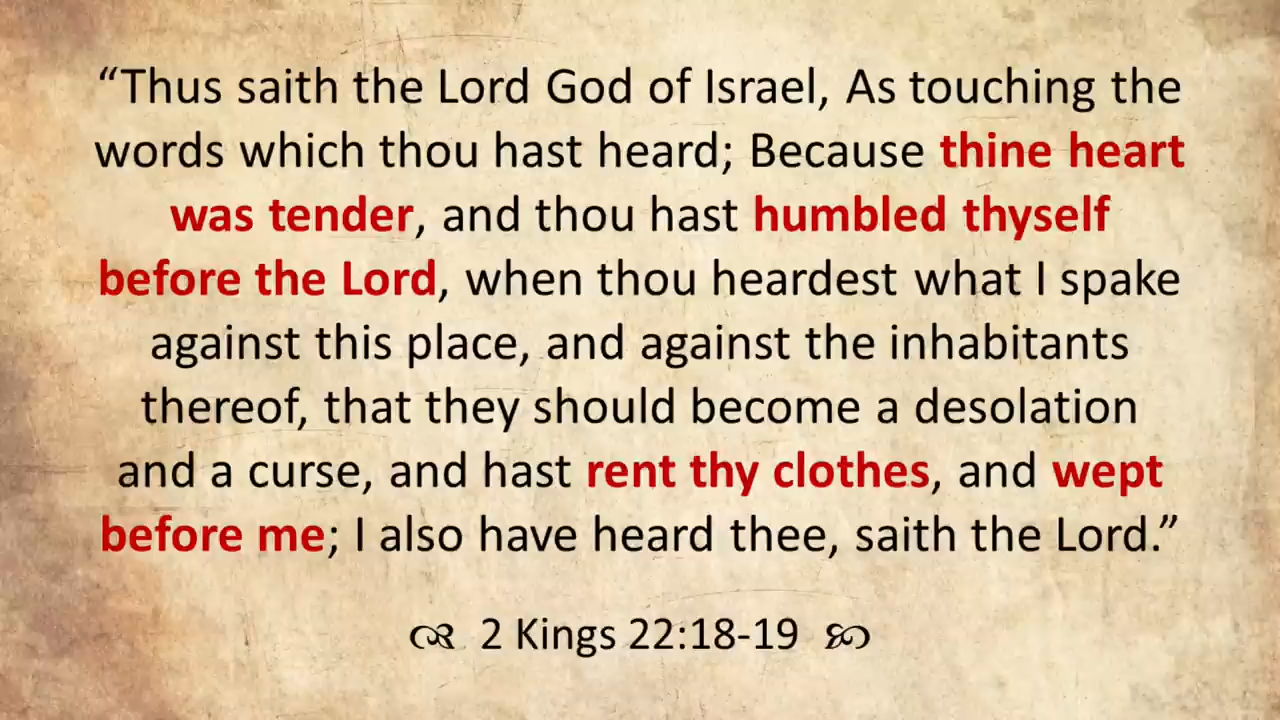 “Thus saith the Lord God of Israel, As touching the
words which thou hast heard; Because thine heart
was tender, and thou hast humbled thyself
before the Lord, when thou heardest what I spake
against this place, and against the inhabitants
thereof, that they should become a desolation
and a curse, and hast rent thy clothes, and wept
before me; I also have heard thee, saith the Lord.”
2 Kings 22:18-19